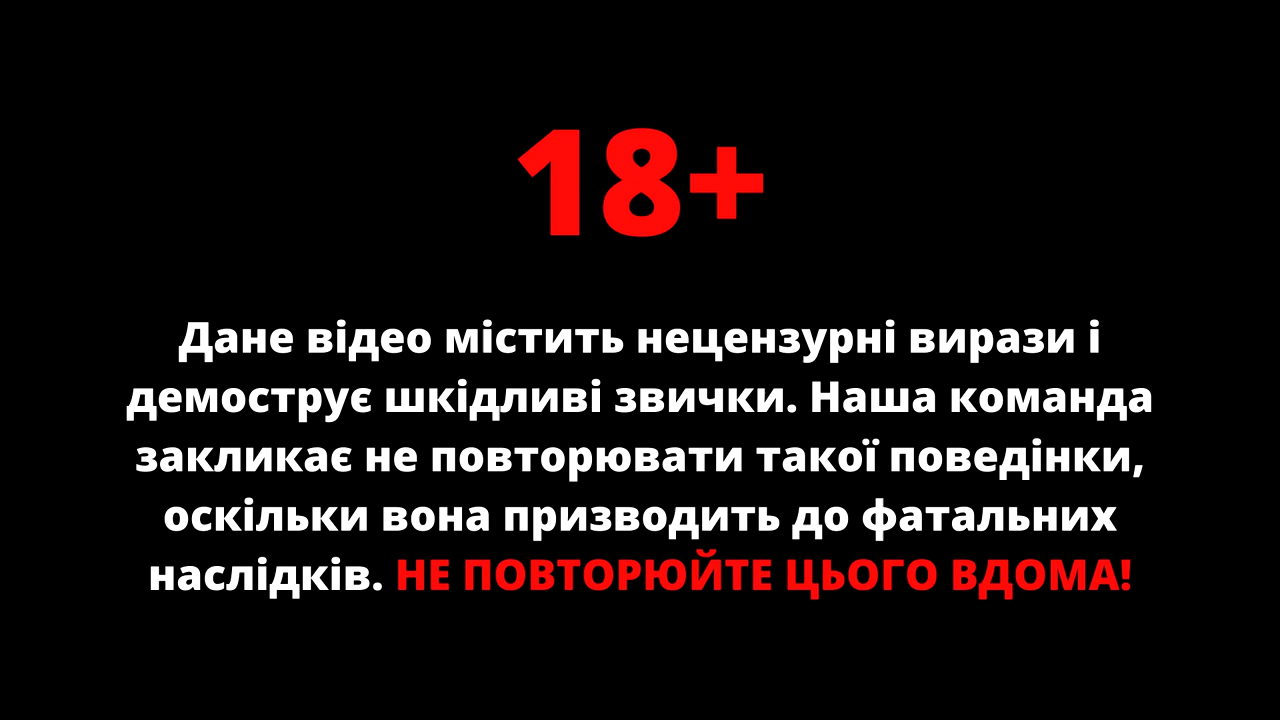 18+
Дане відео містить нецензурні вирази і
демострує шкідливі звички. Наша команда
закликає не повторювати такої поведінки,
оскільки вона призводить до фатальних
наслідків. НЕ ПОВТОРЮЙТЕ ЦЬОГО ВДОМА!